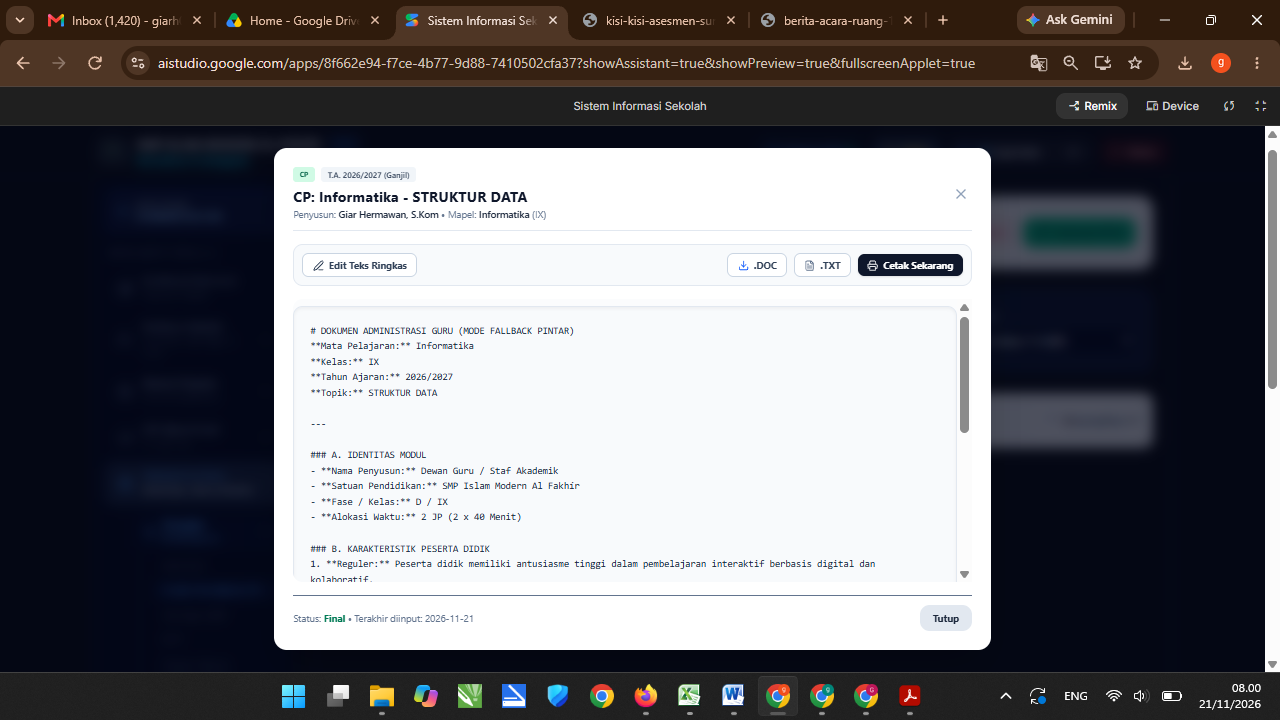 Inbox (1,420) - giarh
Home - Google Driv
Sistem Informasi Sek
kisi-kisi-asesmen-su
berita-acara-ruang-
Ask Gemini
aistudio.google.com/apps/8f662e94-f7ce-4b77-9d88-7410502cfa37?showAssistant=true&showPreview=true&fullscreenApplet=true
g
Sistem Informasi Sekolah
Remix
Device
CP
T.A. 2026/2027 (Ganjil)
CP: Informatika - STRUKTUR DATA
Penyusun: Giar Hermawan, S.Kom • Mapel: Informatika (IX)
Edit Teks Ringkas
.DOC
.TXT
Cetak Sekarang
# DOKUMEN ADMINISTRASI GURU (MODE FALLBACK PINTAR)
**Mata Pelajaran:** Informatika
**Kelas:** IX
**Tahun Ajaran:** 2026/2027
**Topik:** STRUKTUR DATA
---
### A. IDENTITAS MODUL
- **Nama Penyusun:** Dewan Guru / Staf Akademik
- **Satuan Pendidikan:** SMP Islam Modern Al Fakhir
- **Fase / Kelas:** D / IX
- **Alokasi Waktu:** 2 JP (2 x 40 Menit)
### B. KARAKTERISTIK PESERTA DIDIK
1. **Reguler:** Peserta didik memiliki antusiasme tinggi dalam pembelajaran interaktif berbasis digital dan
kolaboratif.
Status: Final • Terakhir diinput: 2026-11-21
Tutup
ENG
08.00
21/11/2026